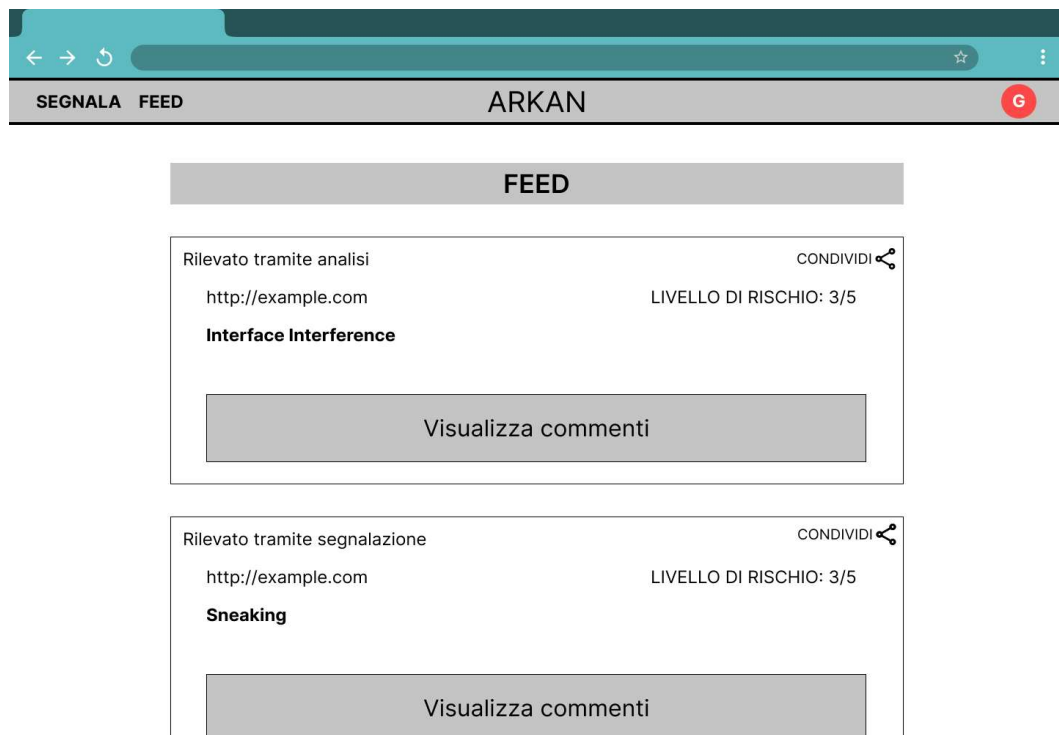 SEGNALA FEED ARKAN G
FEED
Rilevato tramite analisi CONDIVIDI
http://example.com LIVELLO DI RISCHIO: 3/5
Interface Interference
Visualizza commenti
Rilevato tramite segnalazione CONDIVIDI
http://example.com LIVELLO DI RISCHIO: 3/5
Sneaking
Visualizza commenti